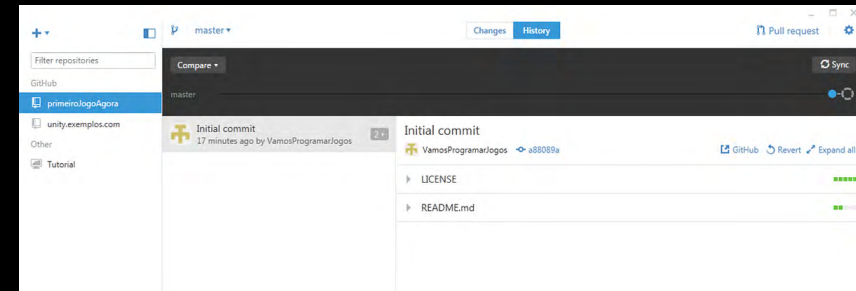 master
Changes
History
Pull request
Filter repositories
Compare
Sync
GitHub
primeiroJogoAgora
master
unity.exemplos.com
Other
Tutorial
Initial commit
17 minutes ago by VamosProgramarJogos
2
Initial commit
VamosProgramarJogos a88089a
GitHub Revert Expand all
LICENSE
README.md